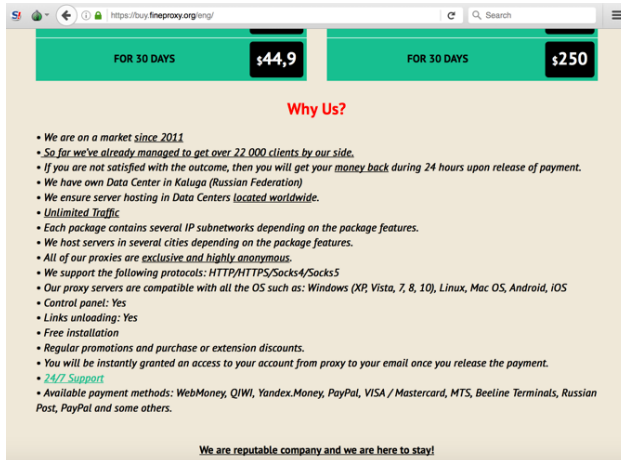 https://buy.fineproxy.org/eng/
Search
FOR 30 DAYS
$44,9
FOR 30 DAYS
$250
Why Us?
• We are on a market since 2011
• So far we've already managed to get over 22 000 clients by our side.
• If you are not satisfied with the outcome, then you will get your money back during 24 hours upon release of payment.
• We have own Data Center in Kaluga (Russian Federation)
• We ensure server hosting in Data Centers located worldwide.
• Unlimited Traffic
• Each package contains several IP subnetworks depending on the package features.
• We host servers in several cities depending on the package features.
• All of our proxies are exclusive and highly anonymous.
• We support the following protocols: HTTP/HTTPS/Socks4/Socks5
• Our proxy servers are compatible with all the OS such as: Windows (XP, Vista, 7, 8, 10), Linux, Mac OS, Android, iOS
• Control panel: Yes
• Links unloading: Yes
• Free installation
• Regular promotions and purchase or extension discounts.
• You will be instantly granted an access to your account from proxy to your email once you release the payment.
• 24/7 Support
• Available payment methods: WebMoney, QIWI, Yandex.Money, PayPal, VISA / Mastercard, MTS, Beeline Terminals, Russian
Post, PayPal and some others.
We are reputable company and we are here to stay!